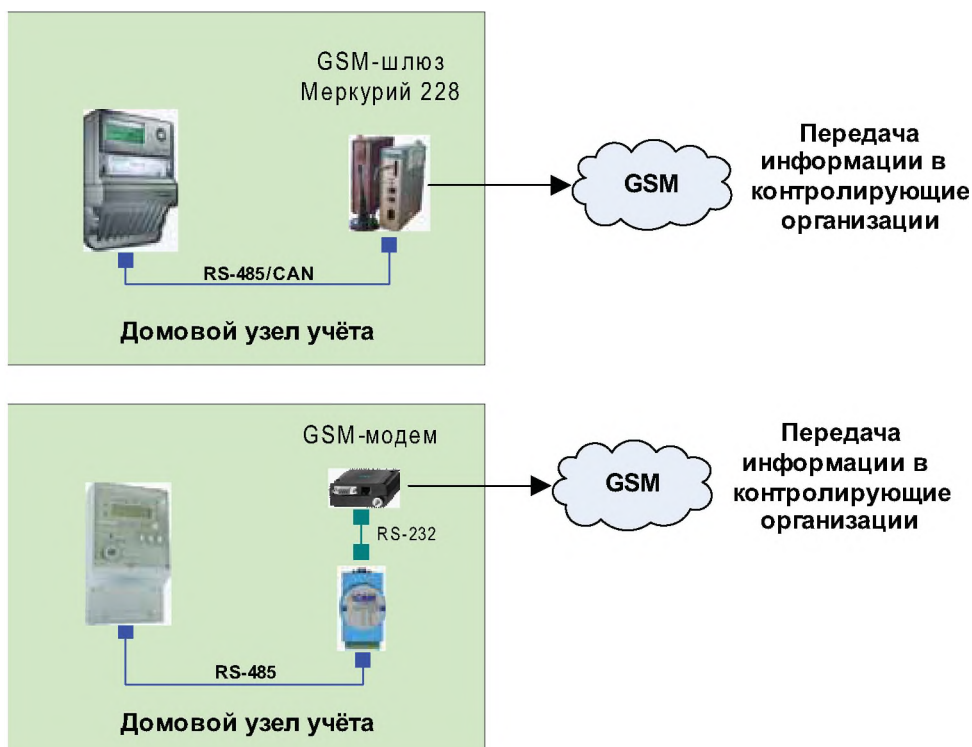 GSM-шлюз
Меркурий 228
GSM
Передача
информации в
контролирующие
организации
RS-485/CAN
Домовой узел учёта
GSM-модем
GSM
Передача
информации в
контролирующие
организации
RS-232
RS-485
Домовой узел учёта